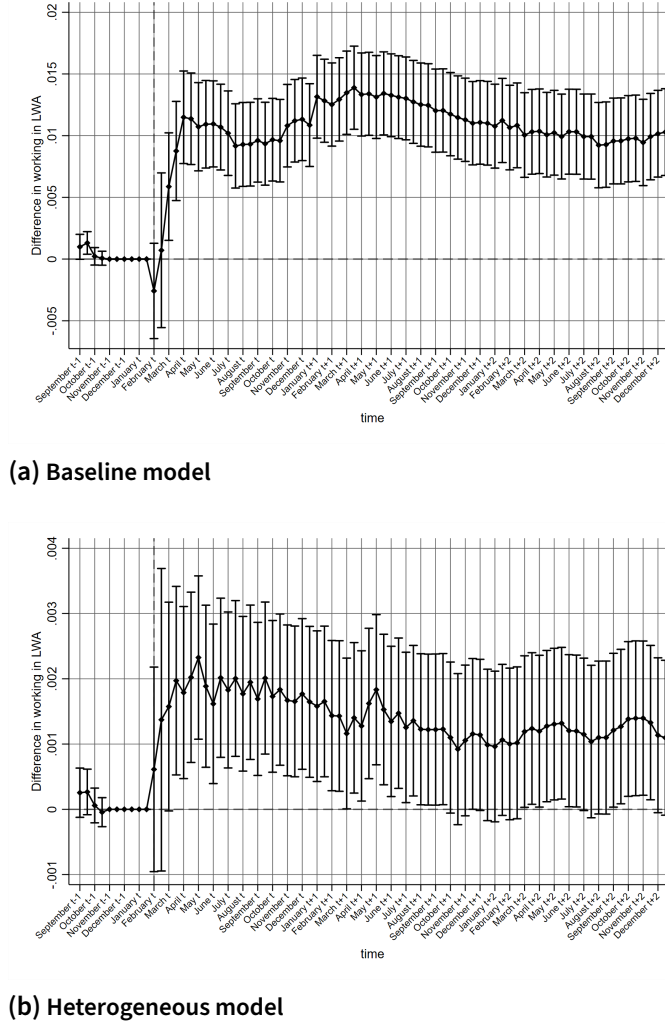 .02
.015
.01
.005
0
-.005
Difference in working in LWA
September t-1
October t-1
November t-1
December t-1
January t
February t
March t
April t
May t
June t
July t
August t
September t
October t
November t
December t
January t+1
February t+1
March t+1
April t+1
May t+1
June t+1
July t+1
August t+1
September t+1
October t+1
November t+1
December t+1
January t+2
February t+2
March t+2
April t+2
May t+2
June t+2
July t+2
August t+2
September t+2
October t+2
November t+2
December t+2
time
(a) Baseline model
.004
.003
.002
.001
0
-.001
Difference in working in LWA
September t-1
October t-1
November t-1
December t-1
January t
February t
March t
April t
May t
June t
July t
August t
September t
October t
November t
December t
January t+1
February t+1
March t+1
April t+1
May t+1
June t+1
July t+1
August t+1
September t+1
October t+1
November t+1
December t+1
January t+2
February t+2
March t+2
April t+2
May t+2
June t+2
July t+2
August t+2
September t+2
October t+2
November t+2
December t+2
time
(b) Heterogeneous model